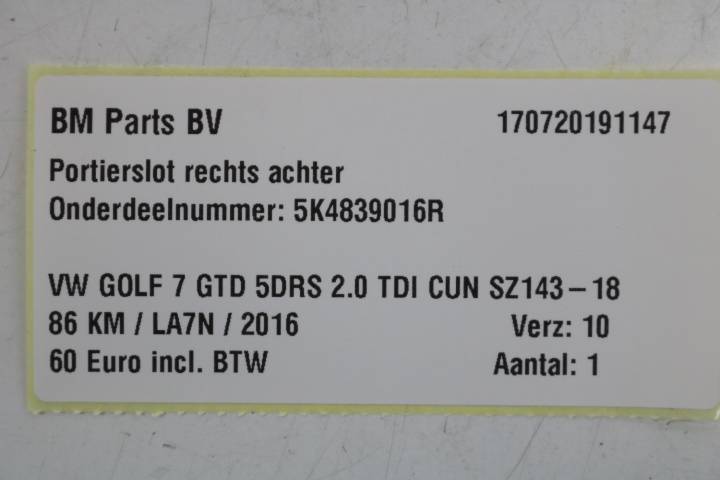 BM Parts BV 170720191147
Portierslot rechts achter
Onderdeelnummer: 5K4839016R
VW GOLF 7 GTD 5DRS 2.0 TDI CUN SZ143-18
86 KM / LA7N / 2016 Verz: 10
60 Euro incl. BTW Aantal: 1